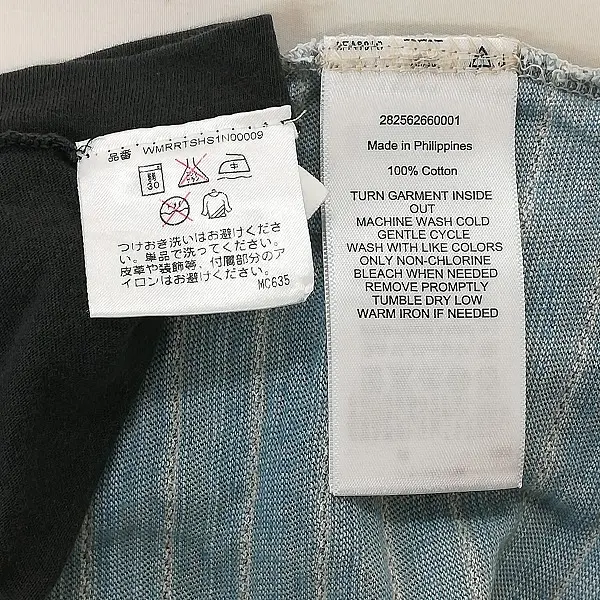 品番 WMRRTSHS1N00009
弱
30
中
つけおき洗いはお避けくださ
い。単品で洗ってください。
皮革や装飾等、付属部分のア
イロンはお避けください。
MC635
282562660001
Made in Philippines
100% Cotton
TURN GARMENT INSIDE
OUT
MACHINE WASH COLD
GENTLE CYCLE
WASH WITH LIKE COLORS
ONLY NON-CHLORINE
BLEACH WHEN NEEDED
REMOVE PROMPTLY
TUMBLE DRY LOW
WARM IRON IF NEEDED